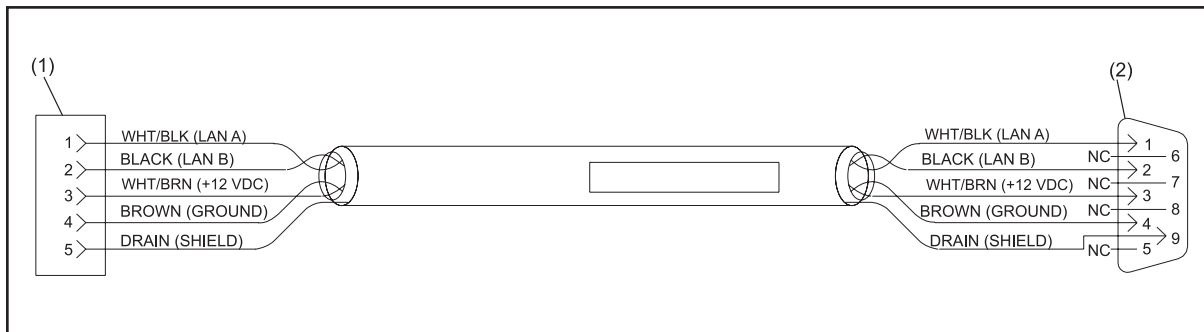 (1)
1 WHT/BLK (LAN A)
2 BLACK (LAN B)
3 WHT/BRN (+12 VDC)
4 BROWN (GROUND)
5 DRAIN (SHIELD)
(2)
WHT/BLK (LAN A) 1
NC 6
BLACK (LAN B) 2
NC 7
WHT/BRN (+12 VDC) 3
NC 8
BROWN (GROUND) 4
DRAIN (SHIELD) 9
NC 5